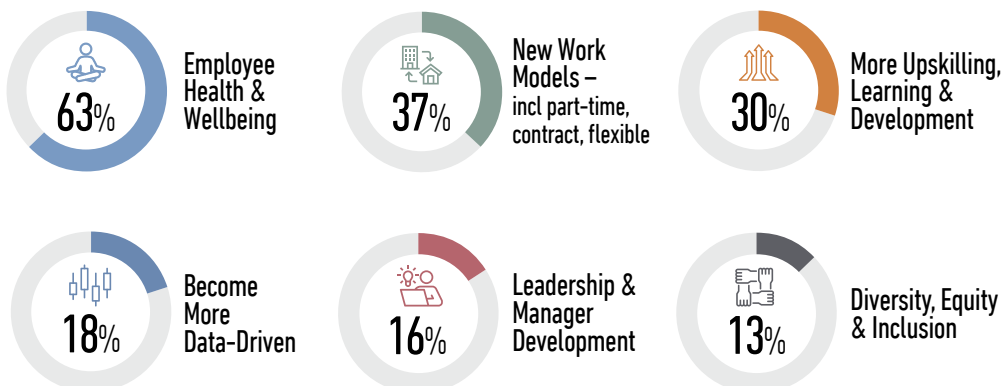 63%
Employee
Health &
Wellbeing
37%
New Work
Models –
incl part-time,
contract, flexible
30%
More Upskilling,
Learning &
Development
18%
Become
More
Data-Driven
16%
Leadership &
Manager
Development
13%
Diversity, Equity
& Inclusion